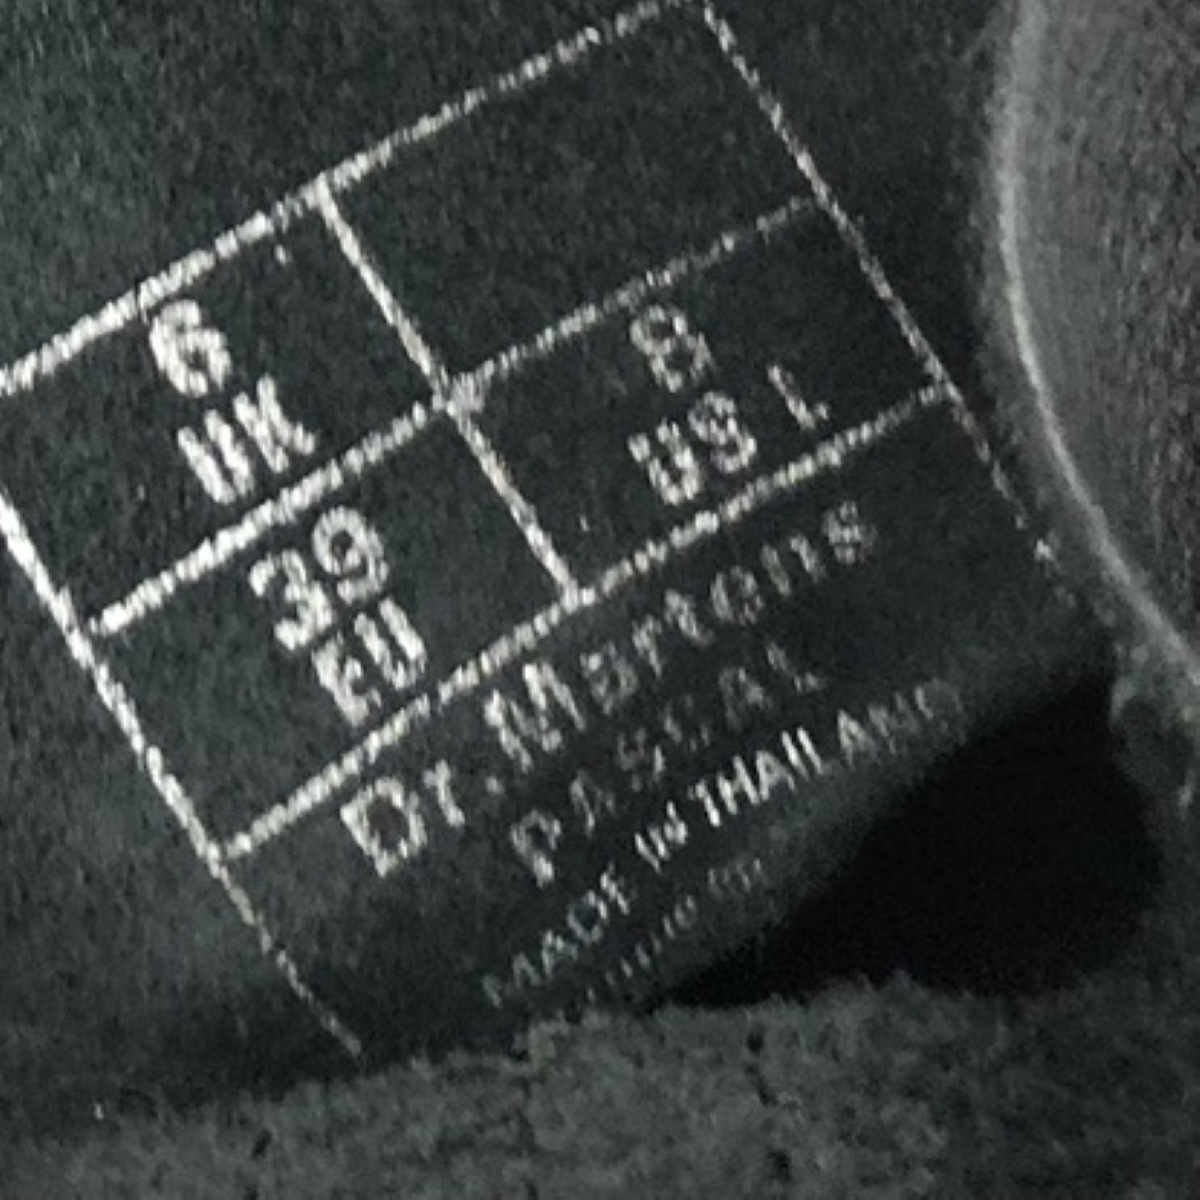 6
UK
8
US L
39
EU
Dr. Martens
PASCAL
MADE IN THAILAND